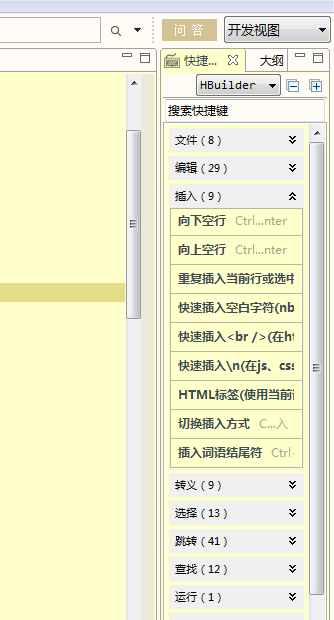 问 答 开发视图
快捷... 大纲
HBuilder
搜索快捷键
文件 ( 8 )
编辑 ( 29 )
插入 ( 9 )
向下空行 Ctrl...nter
向上空行 Ctrl...nter
重复插入当前行或选中
快速插入空白字符(nb
快速插入<br />(在ht
快速插入\n(在js、css
HTML标签(使用当前
切换插入方式 C...入
插入词语结尾符 Ctrl
转义 ( 9 )
选择 ( 13 )
跳转 ( 41 )
查找 ( 12 )
运行 ( 1 )